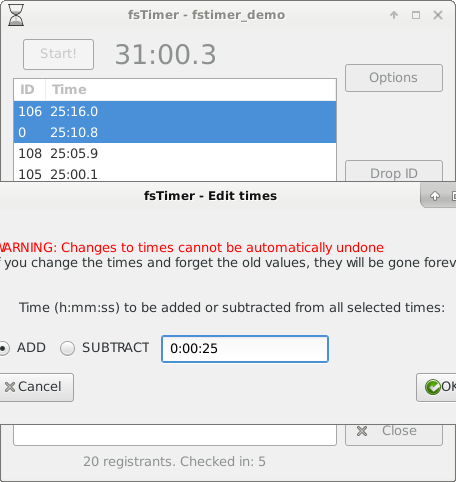 fsTimer - fstimer_demo
Start!
31:00.3
Options
ID Time
106 25:16.0
0 25:10.8
108 25:05.9
105 25:00.1
Drop ID
fsTimer - Edit times
WARNING: Changes to times cannot be automatically undone
f you change the times and forget the old values, they will be gone forev
Time (h:mm:ss) to be added or subtracted from all selected times:
ADD SUBTRACT 0:00:25
Cancel OK
Close
20 registrants. Checked in: 5